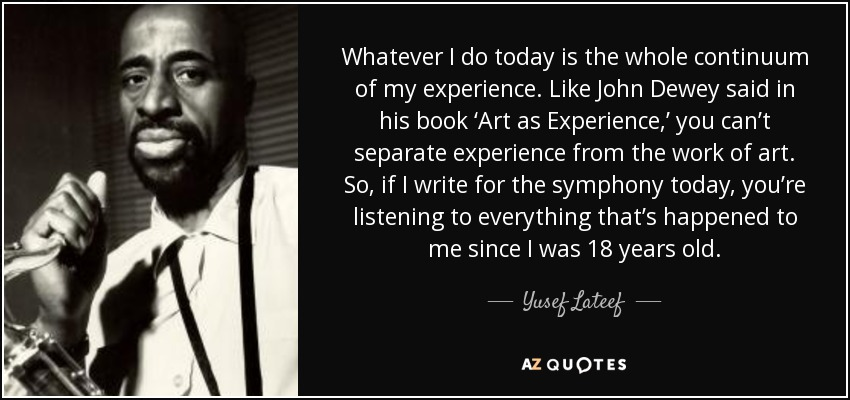 Whatever I do today is the whole continuum
of my experience. Like John Dewey said in
his book ‘Art as Experience,’ you can’t
separate experience from the work of art.
So, if I write for the symphony today, you’re
listening to everything that’s happened to
me since I was 18 years old.
Yusef Lateef
AZ QUOTES